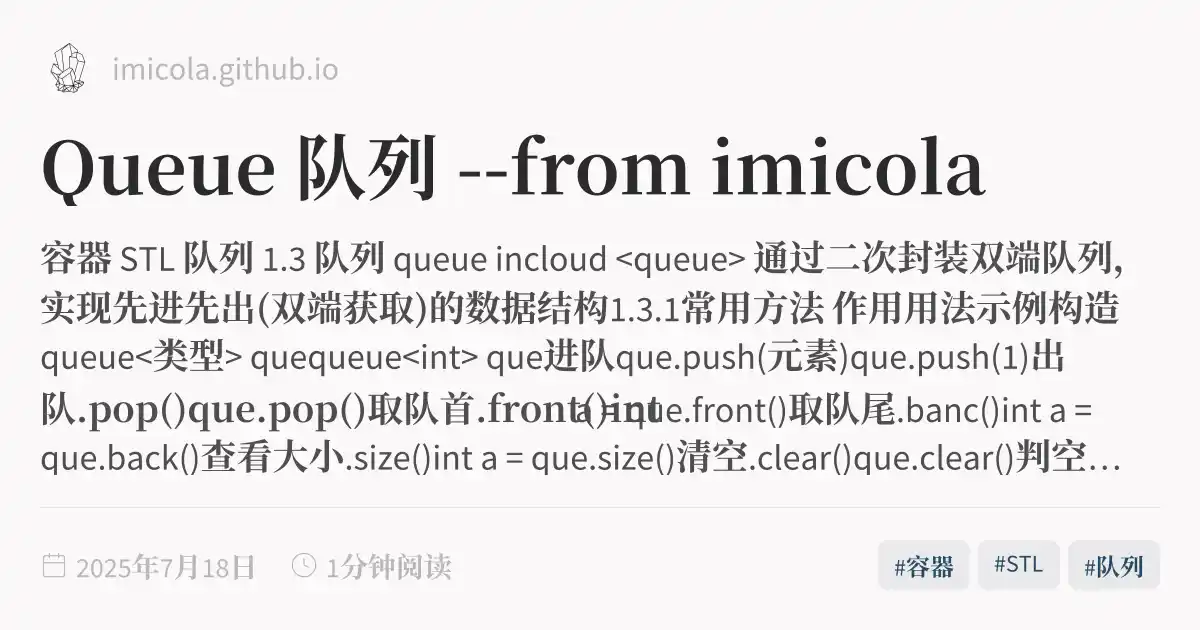 imicola.github.io
Queue 队列 --from imicola
容器 STL 队列 1.3 队列 queue incloud <queue> 通过二次封装双端队列,
实现先进先出(双端获取)的数据结构1.3.1常用方法 作用用法示例构造
queue<类型> quequeue<int> que进队que.push(元素)que.push(1)出
队.pop()que.pop()取队首.front()int a = que.front()取队尾.banc()int a =
que.back()查看大小.size()int a = que.size()清空.clear()que.clear()判空…
2025年7月18日 1分钟阅读 #容器 #STL #队列